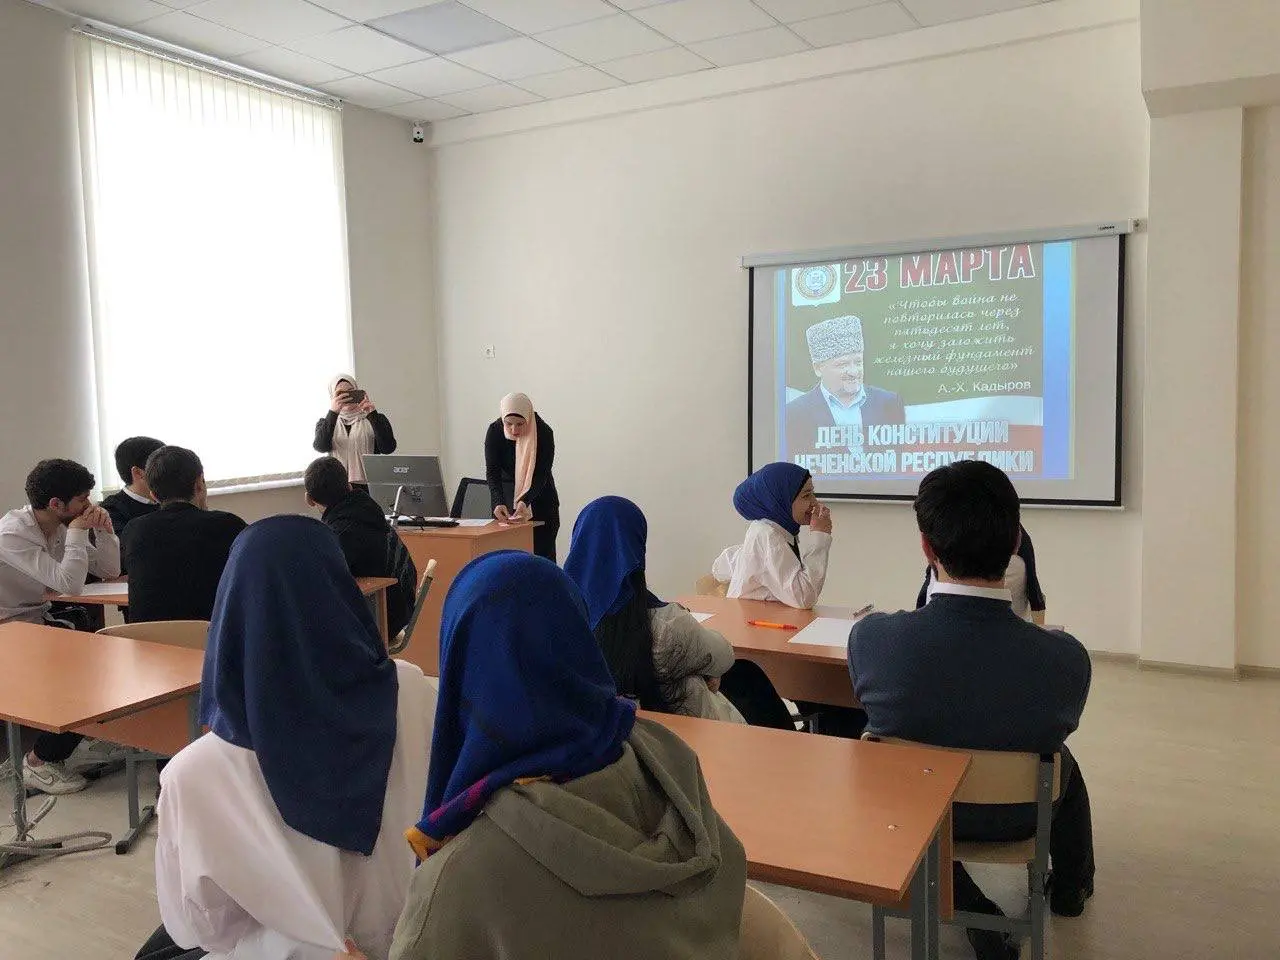 23 МАРТА
«Чтобы война не
повторилась через
пятьдесят лет,
я хочу заложить
железный фундамент
нашего будущего»
А.-Х. Кадыров
ДЕНЬ КОНСТИТУЦИИ
ЧЕЧЕНСКОЙ РЕСПУБЛИКИ
acer